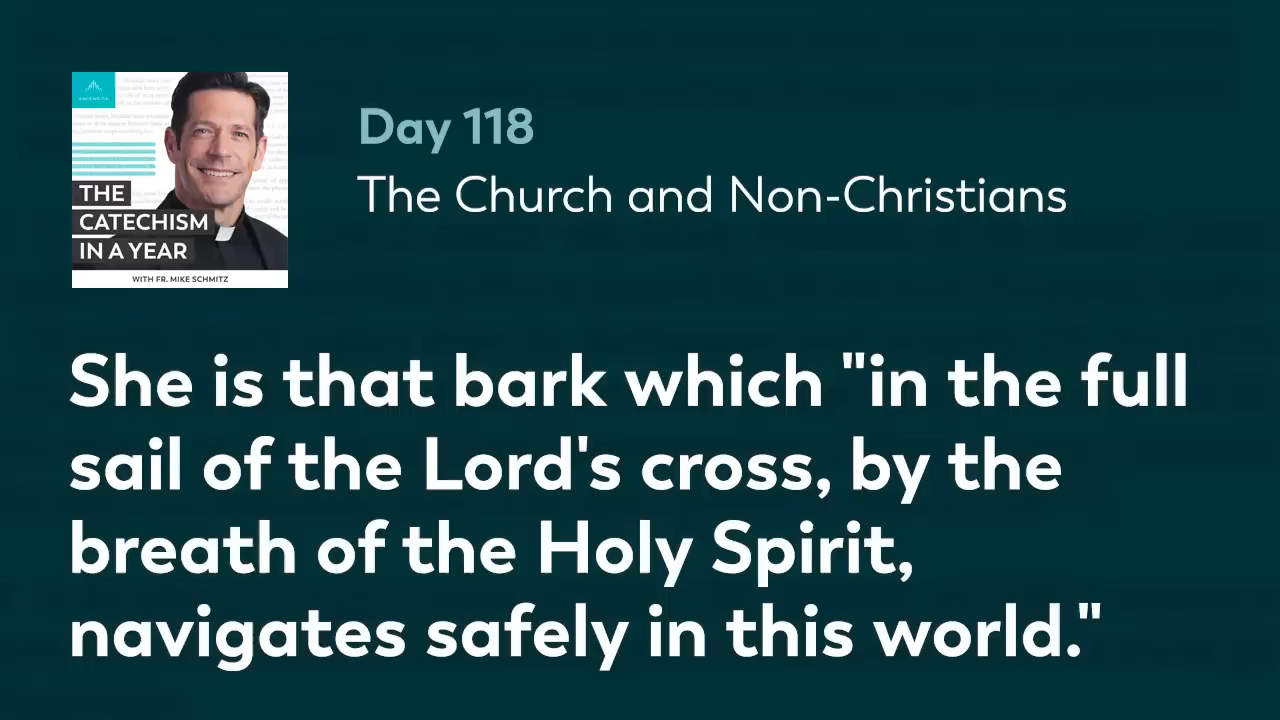 ASCENSION
THE
CATECHISM
IN A YEAR
WITH FR. MIKE SCHMITZ
Day 118
The Church and Non-Christians
She is that bark which "in the full
sail of the Lord's cross, by the
breath of the Holy Spirit,
navigates safely in this world."